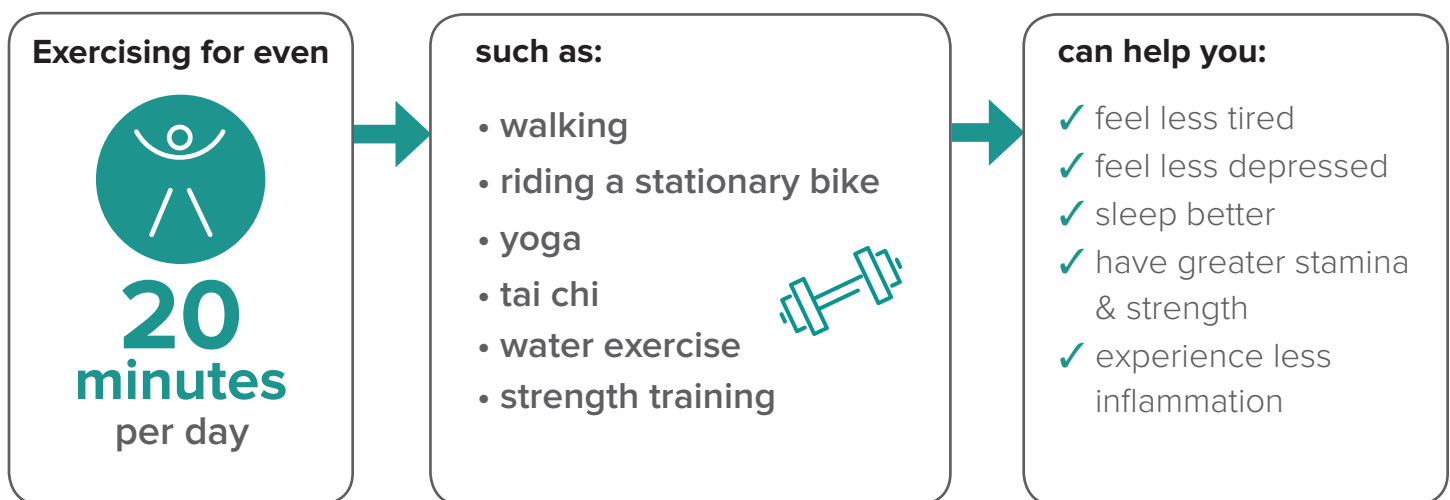 Exercising for even
20
minutes
per day
such as:
• walking
• riding a stationary bike
• yoga
• tai chi
• water exercise
• strength training
can help you:
✓ feel less tired
✓ feel less depressed
✓ sleep better
✓ have greater stamina
& strength
✓ experience less
inflammation